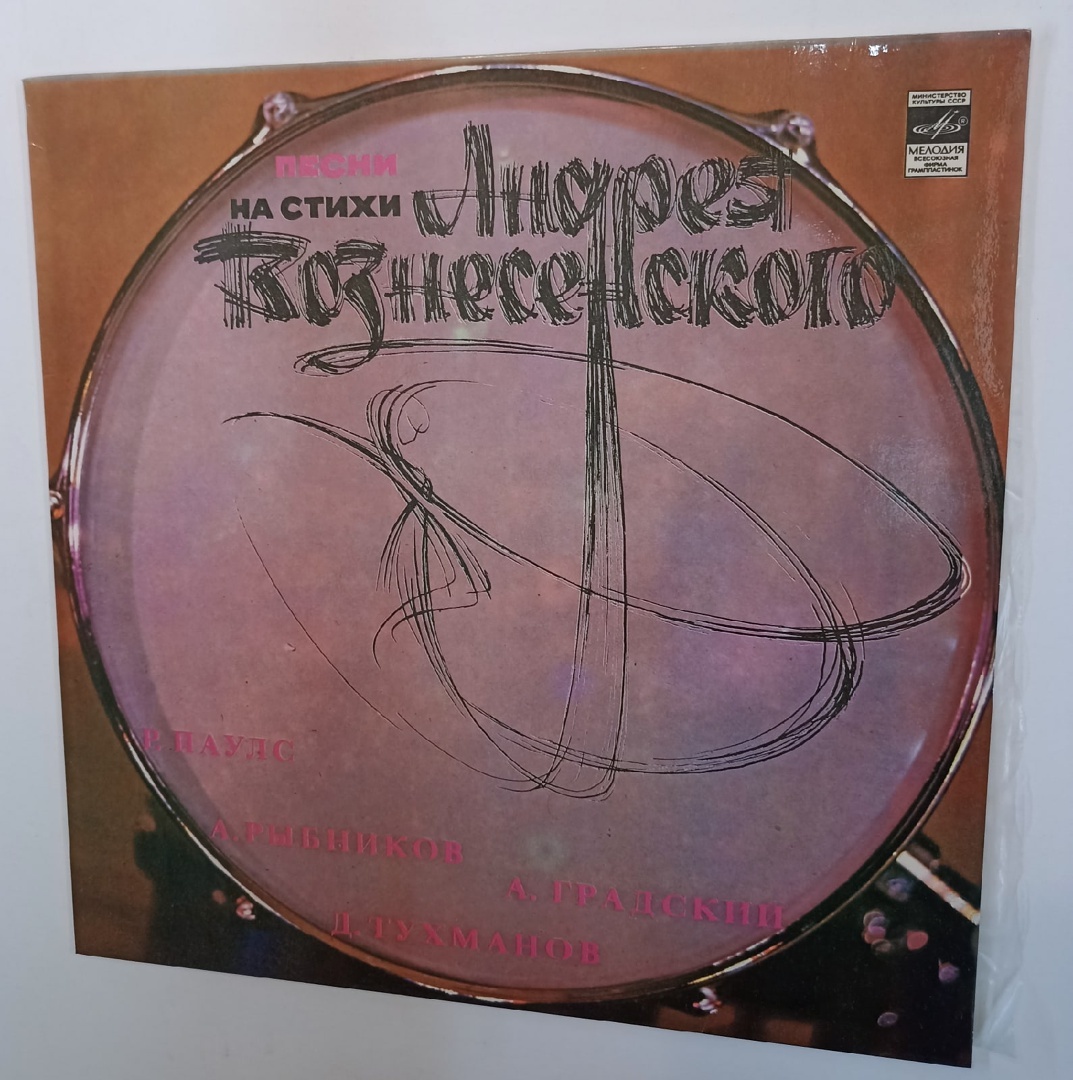 ПЕСНИ
НА СТИХИ Андрея
Вознесенского
МИНИСТЕРСТВО
КУЛЬТУРЫ СССР
МЕЛОДИЯ
ВСЕСОЮЗНАЯ
ФИРМА
ГРАМПЛАСТИНОК
Р. ПАУЛС
А. РЫБНИКОВ
А. ГРАДСКИЙ
Д. ТУХМАНОВ